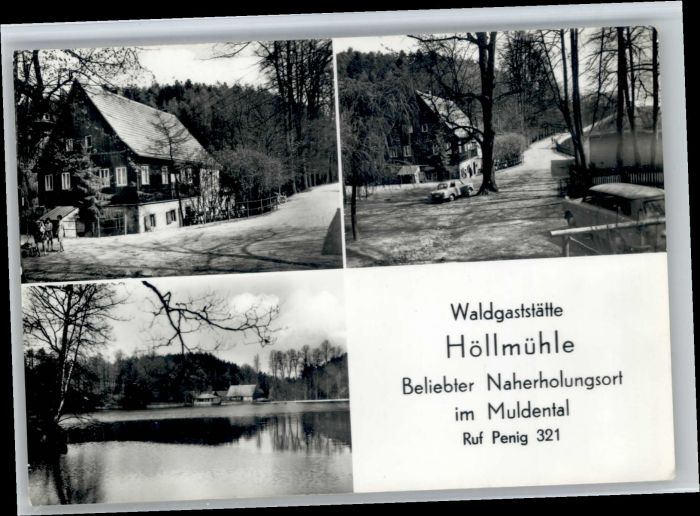 Waldgaststätte
Höllmühle
Beliebter Naherholungsort
im Muldental
Ruf Penig 321